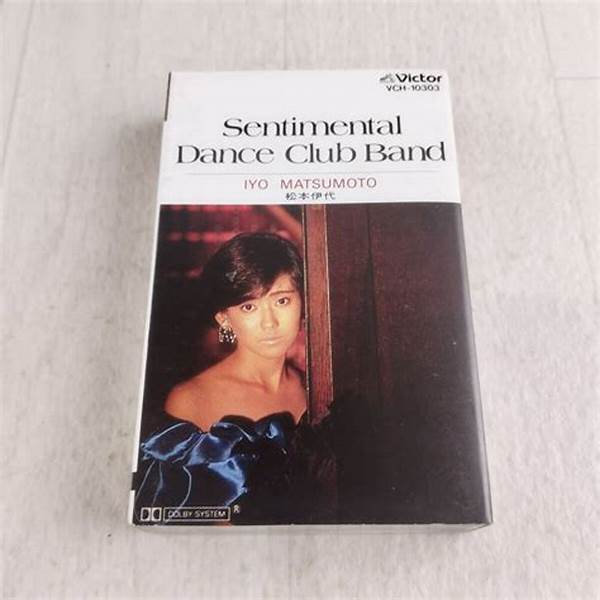 Victor
VCH-10303
Sentimental
Dance Club Band
IYO MATSUMOTO
松本伊代
DOLBY SYSTEM ®